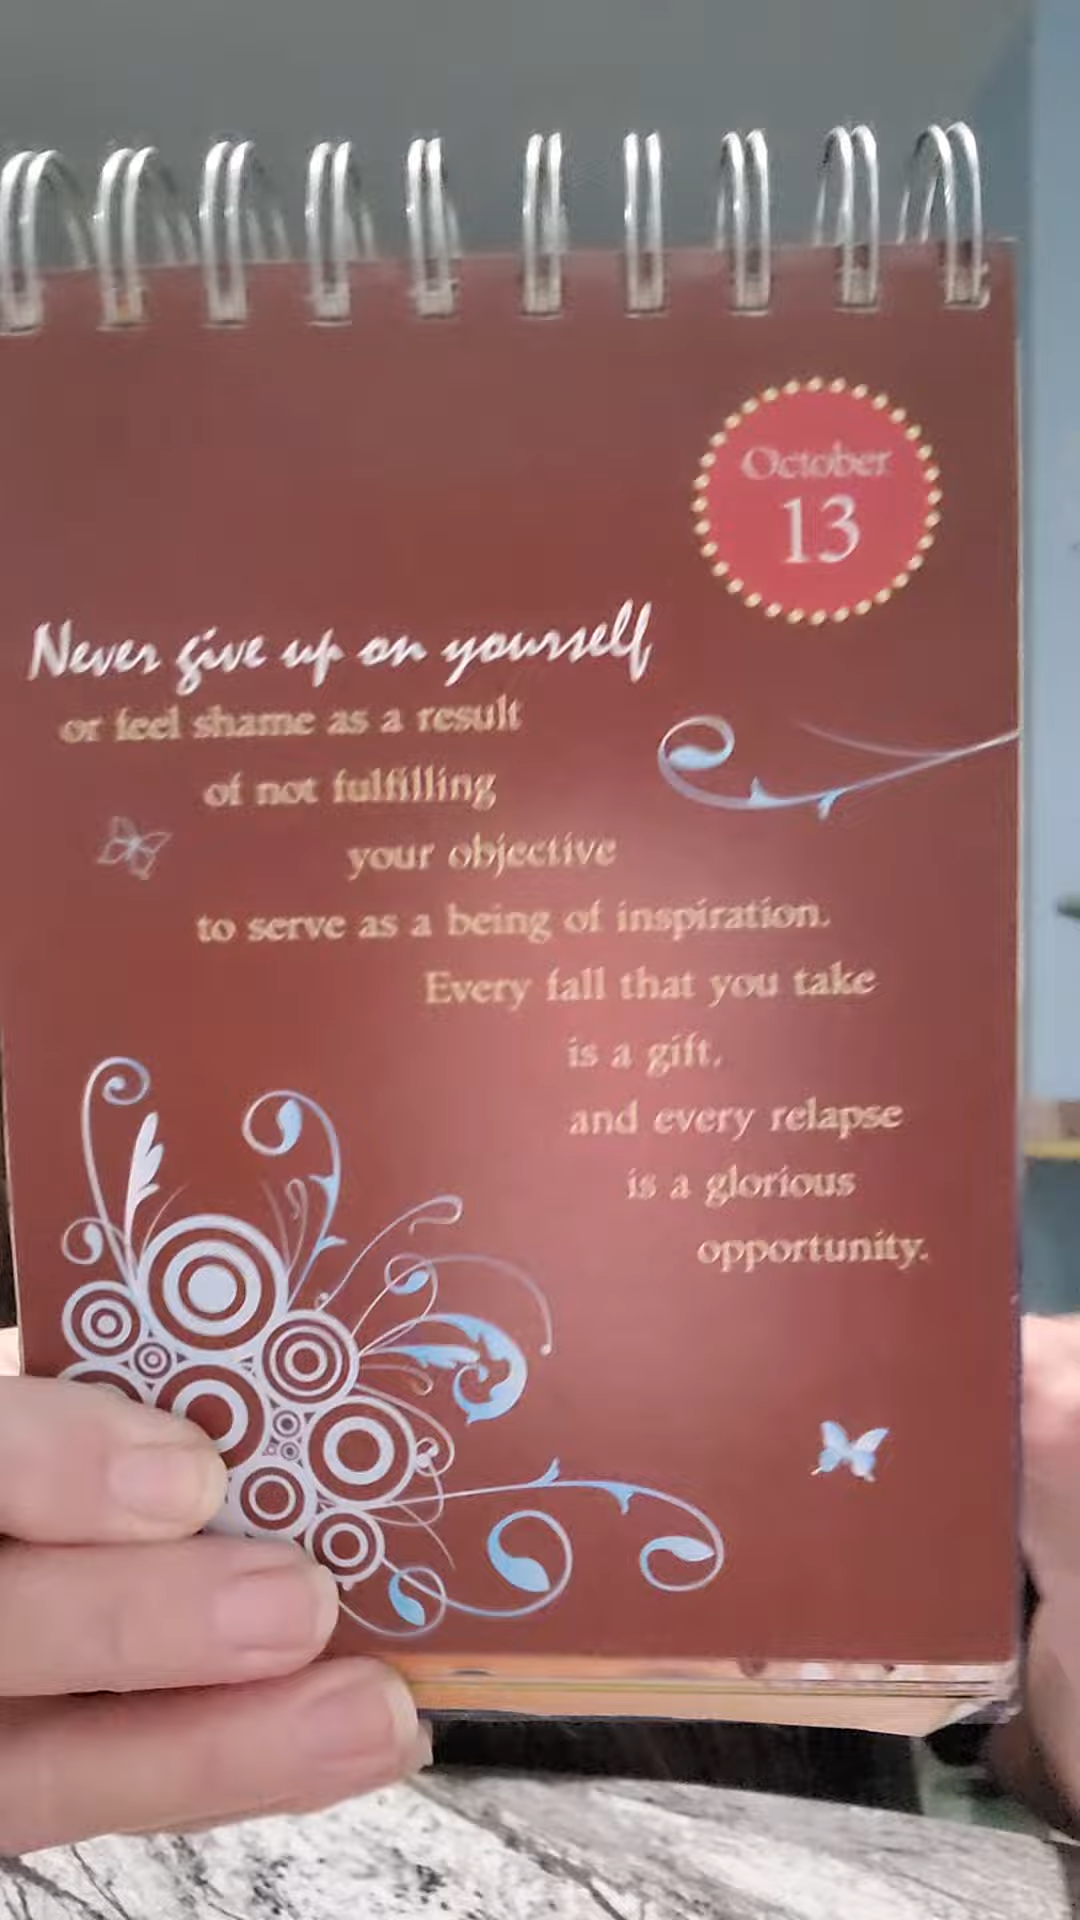 October
13
Never give up on yourself
or feel shame as a result
of not fulfilling
your objective
to serve as a being of inspiration.
Every fall that you take
is a gift,
and every relapse
is a glorious
opportunity.